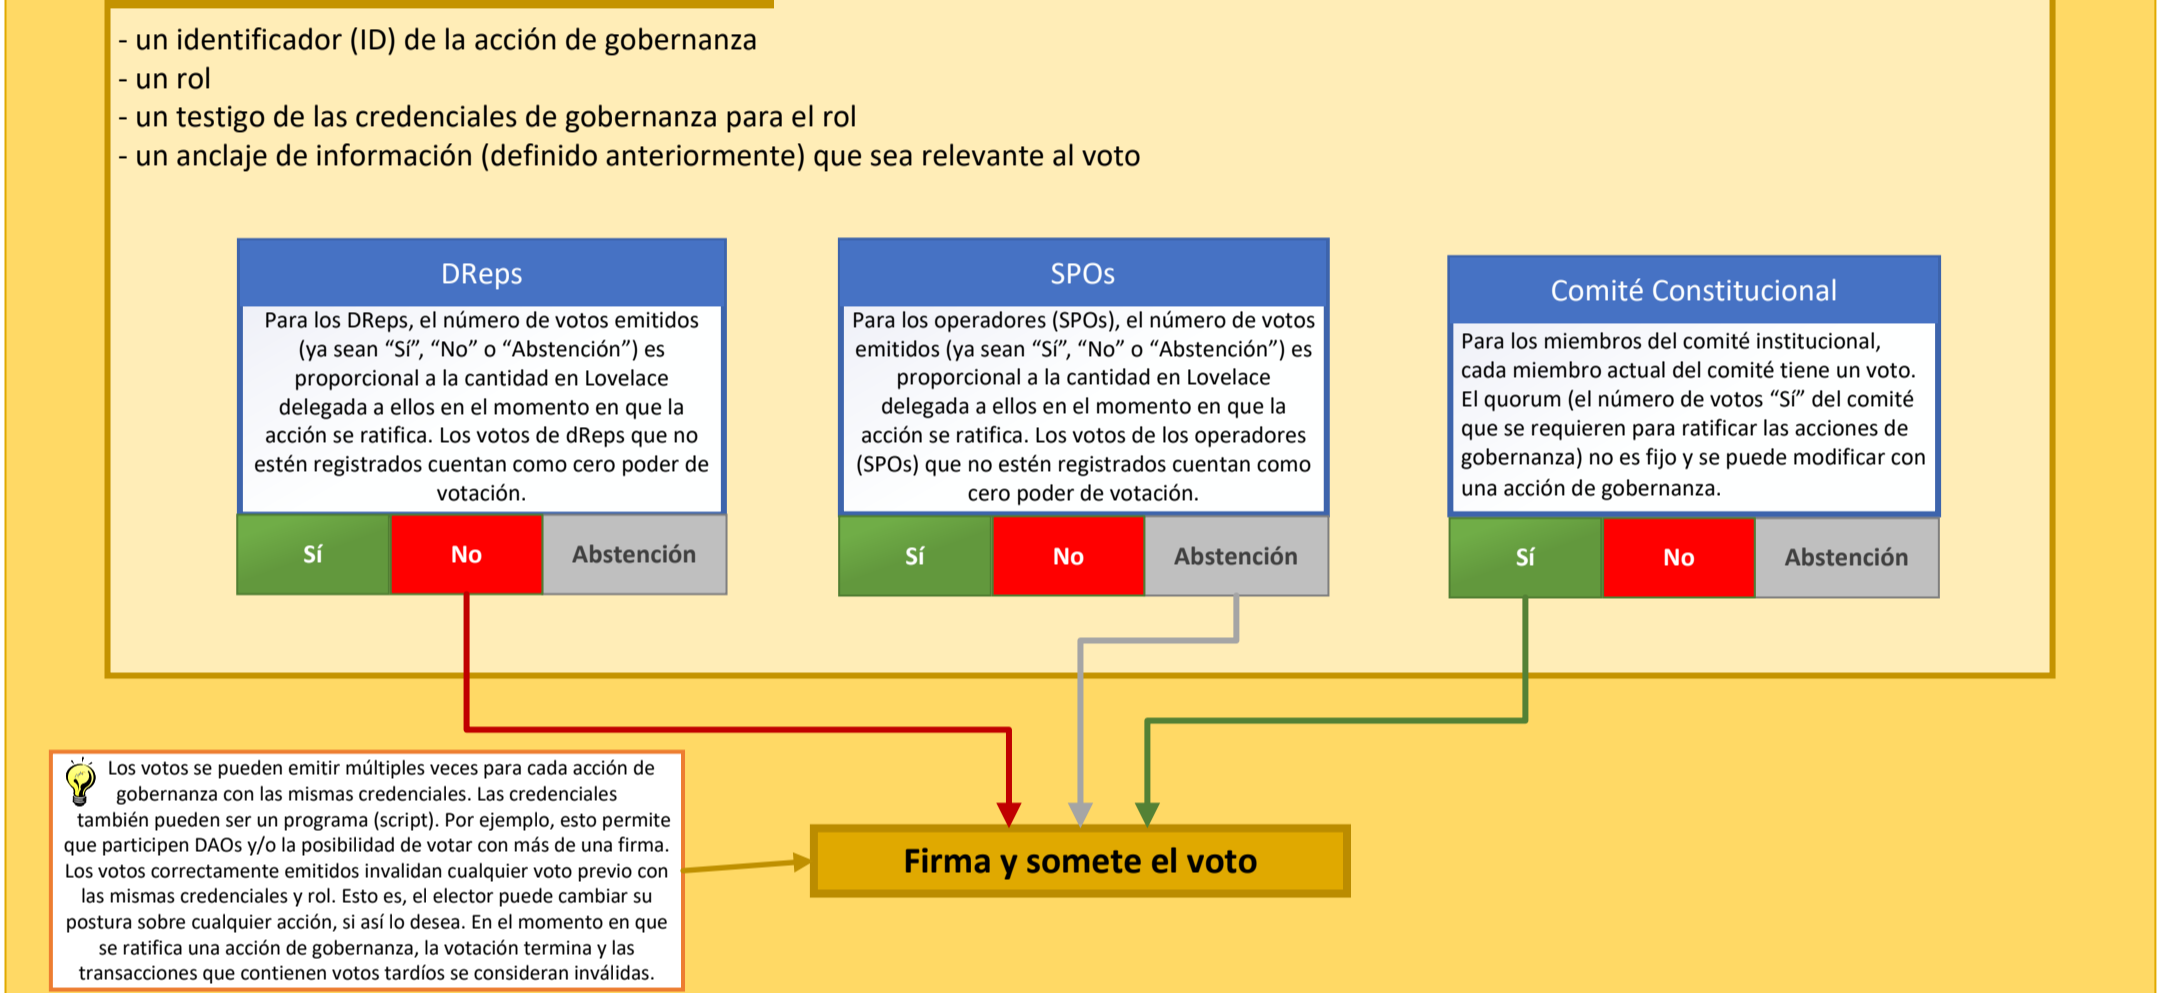 - un identificador (ID) de la acción de gobernanza
- un rol
- un testigo de las credenciales de gobernanza para el rol
- un anclaje de información (definido anteriormente) que sea relevante al voto
DReps
Para los DReps, el número de votos emitidos
(ya sean “Sí”, “No” o “Abstención”) es
proporcional a la cantidad en Lovelace
delegada a ellos en el momento en que la
acción se ratifica. Los votos de dReps que no
estén registrados cuentan como cero poder de
votación.
Sí
No
Abstención
SPOs
Para los operadores (SPOs), el número de votos
emitidos (ya sean “Sí”, “No” o “Abstención”) es
proporcional a la cantidad en Lovelace
delegada a ellos en el momento en que la
acción se ratifica. Los votos de los operadores
(SPOs) que no estén registrados cuentan como
cero poder de votación.
Sí
No
Abstención
Comité Constitucional
Para los miembros del comité institucional,
cada miembro actual del comité tiene un voto.
El quorum (el número de votos “Sí” del comité
que se requieren para ratificar las acciones de
gobernanza) no es fijo y se puede modificar con
una acción de gobernanza.
Sí
No
Abstención
Los votos se pueden emitir múltiples veces para cada acción de
gobernanza con las mismas credenciales. Las credenciales
también pueden ser un programa (script). Por ejemplo, esto permite
que participen DAOs y/o la posibilidad de votar con más de una firma.
Los votos correctamente emitidos invalidan cualquier voto previo con
las mismas credenciales y rol. Esto es, el elector puede cambiar su
postura sobre cualquier acción, si así lo desea. En el momento en que
se ratifica una acción de gobernanza, la votación termina y las
transacciones que contienen votos tardíos se consideran inválidas.
Firma y somete el voto